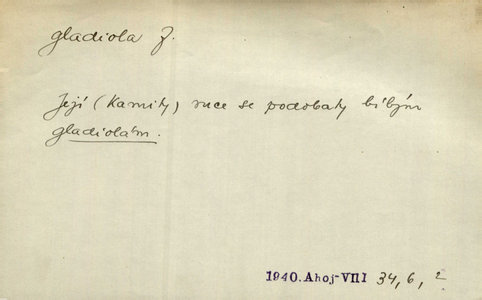 gladiola ž.
Její (Kamily) ruce se podobaly bílým
gladiolám.
1940.Ahoj-VIII 34, 6, 2